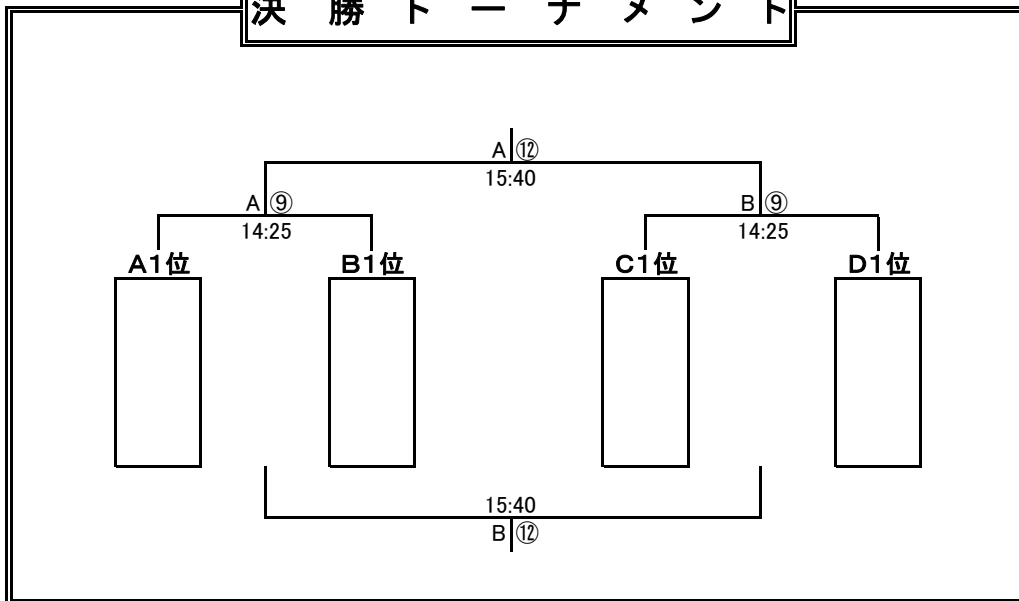 決 勝 ト ー ナ メ ン ト
A ⑫
15:40
A ⑨ B ⑨
14:25 14:25
A1位 B1位 C1位 D1位
15:40
B ⑫